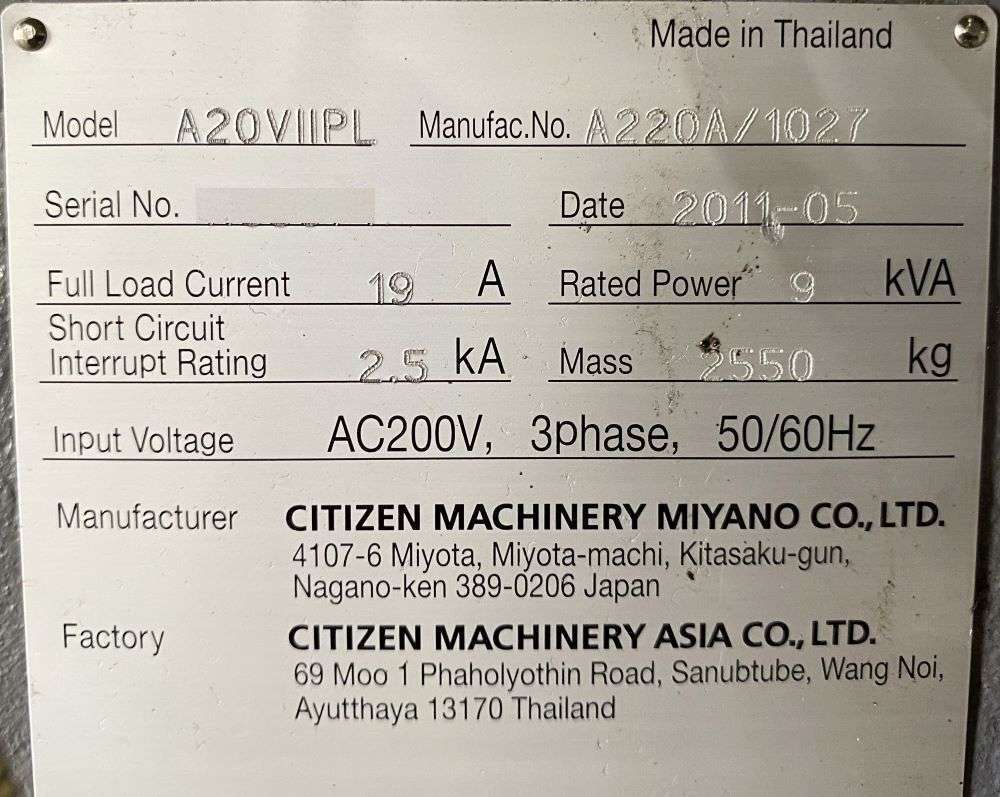 Made in Thailand
Model A20VIIPL Manufac.No. A220A/1027
Serial No. Date 2011-05
Full Load Current 19 A Rated Power 9 kVA
Short Circuit
Interrupt Rating 2.5 kA Mass 2550 kg
Input Voltage AC200V, 3phase, 50/60Hz
Manufacturer CITIZEN MACHINERY MIYANO CO., LTD.
4107-6 Miyota, Miyota-machi, Kitasaku-gun,
Nagano-ken 389-0206 Japan
Factory CITIZEN MACHINERY ASIA CO., LTD.
69 Moo 1 Phaholyothin Road, Sanubtube, Wang Noi,
Ayutthaya 13170 Thailand